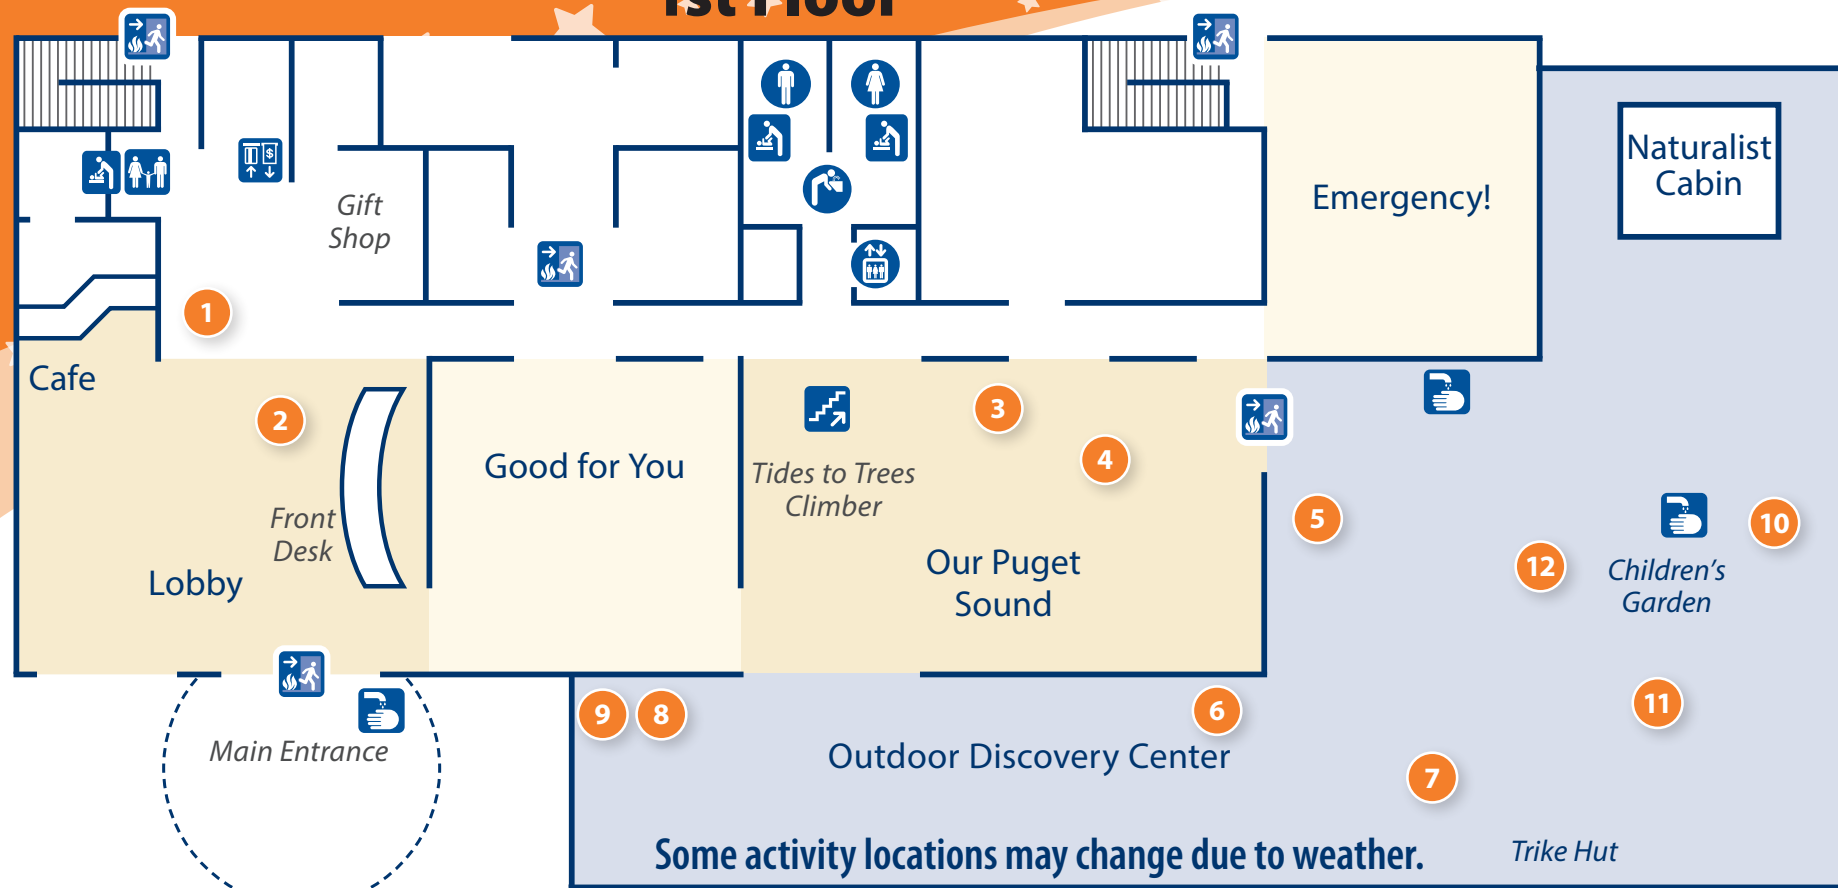 1st Floor
Naturalist
Cabin
Emergency!
$
Gift
Shop
1
Cafe
2
3
4
Good for You
Tides to Trees
Climber
Front
Desk
5
10
12
Children's
Garden
Our Puget
Sound
Lobby
9
8
6
11
Main Entrance
Outdoor Discovery Center
7
Some activity locations may change due to weather.
Trike Hut